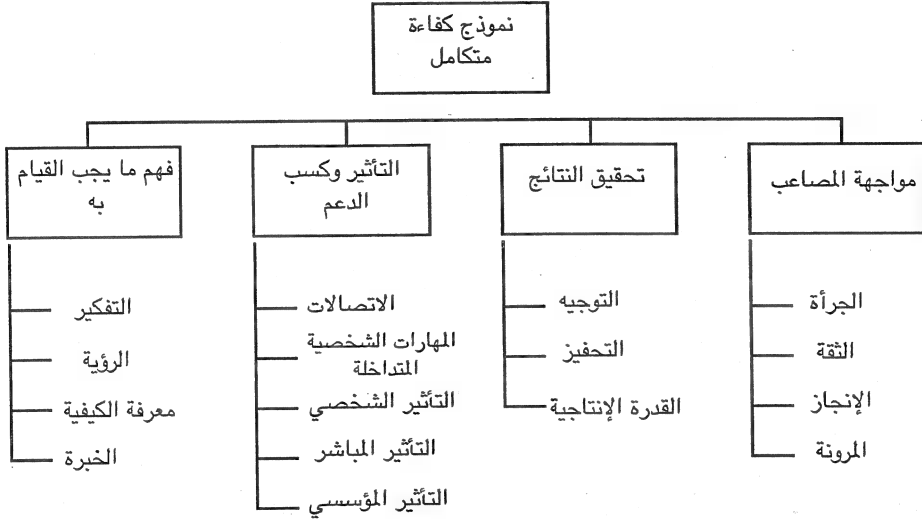 نموذج كفاءة
متكامل
مواجهة المصاعب
الجرأة
الثقة
الإنجاز
المرونة
تحقيق النتائج
التوجيه
التحفيز
القدرة الإنتاجية
التأثير وكسب
الدعم
الاتصالات
المهارات الشخصية
المتداخلة
التأثير الشخصي
التأثير المباشر
التأثير المؤسسي
فهم ما يجب القيام
به
التفكير
الرؤية
معرفة الكيفية
الخبرة